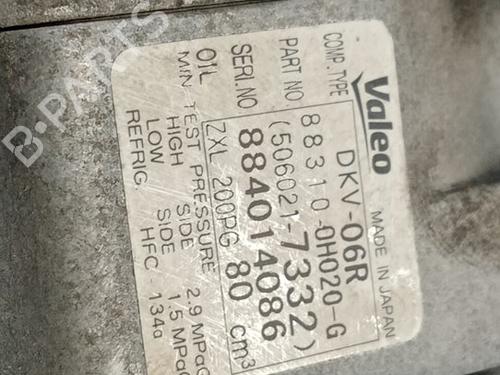 Valeo
MADE IN JAPAN
COMP.TYPE DKV-06R
PART NO 88310-0H020-G
(506021-7332)
SERI.NO 884014086
OIL ZXL 200PG 80 cm³
MIN TEST PRESSURE
HIGH SIDE 2.9 MPaG
LOW SIDE 1.5 MPaG
REFRIG. HFC-134a
B-PARTS